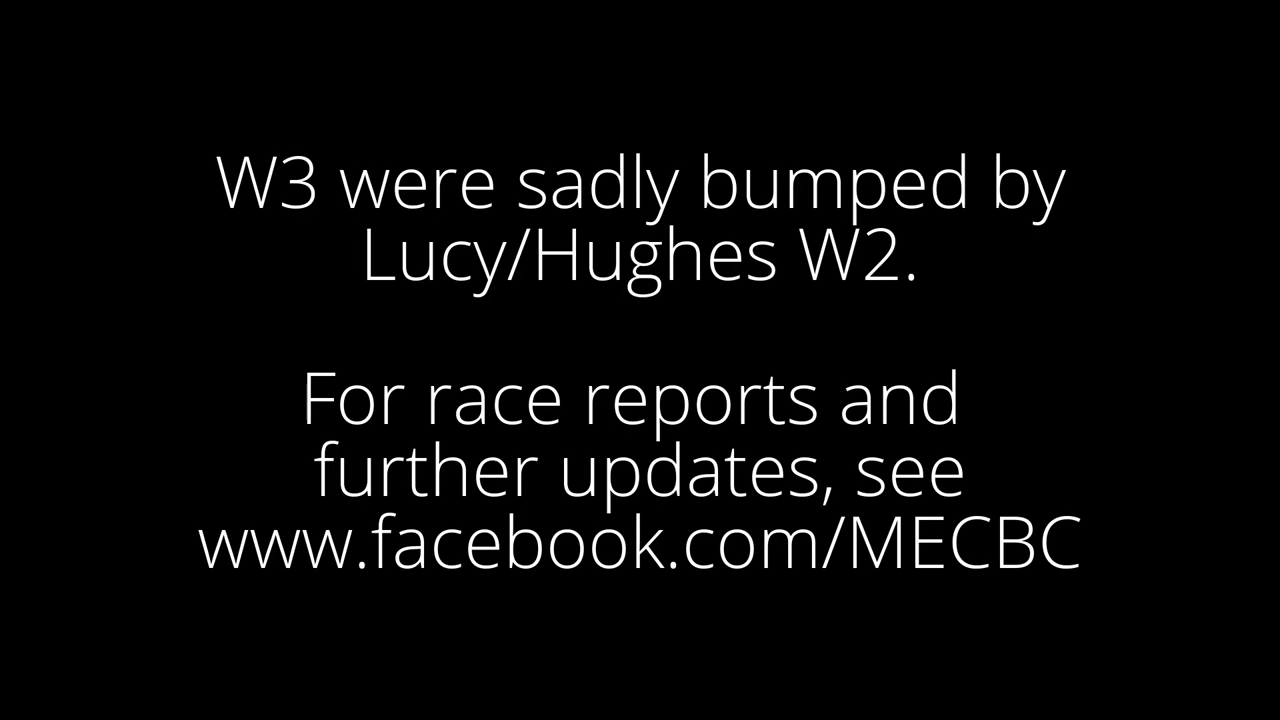 W3 were sadly bumped by
Lucy/Hughes W2.
For race reports and
further updates, see
www.facebook.com/MECBC